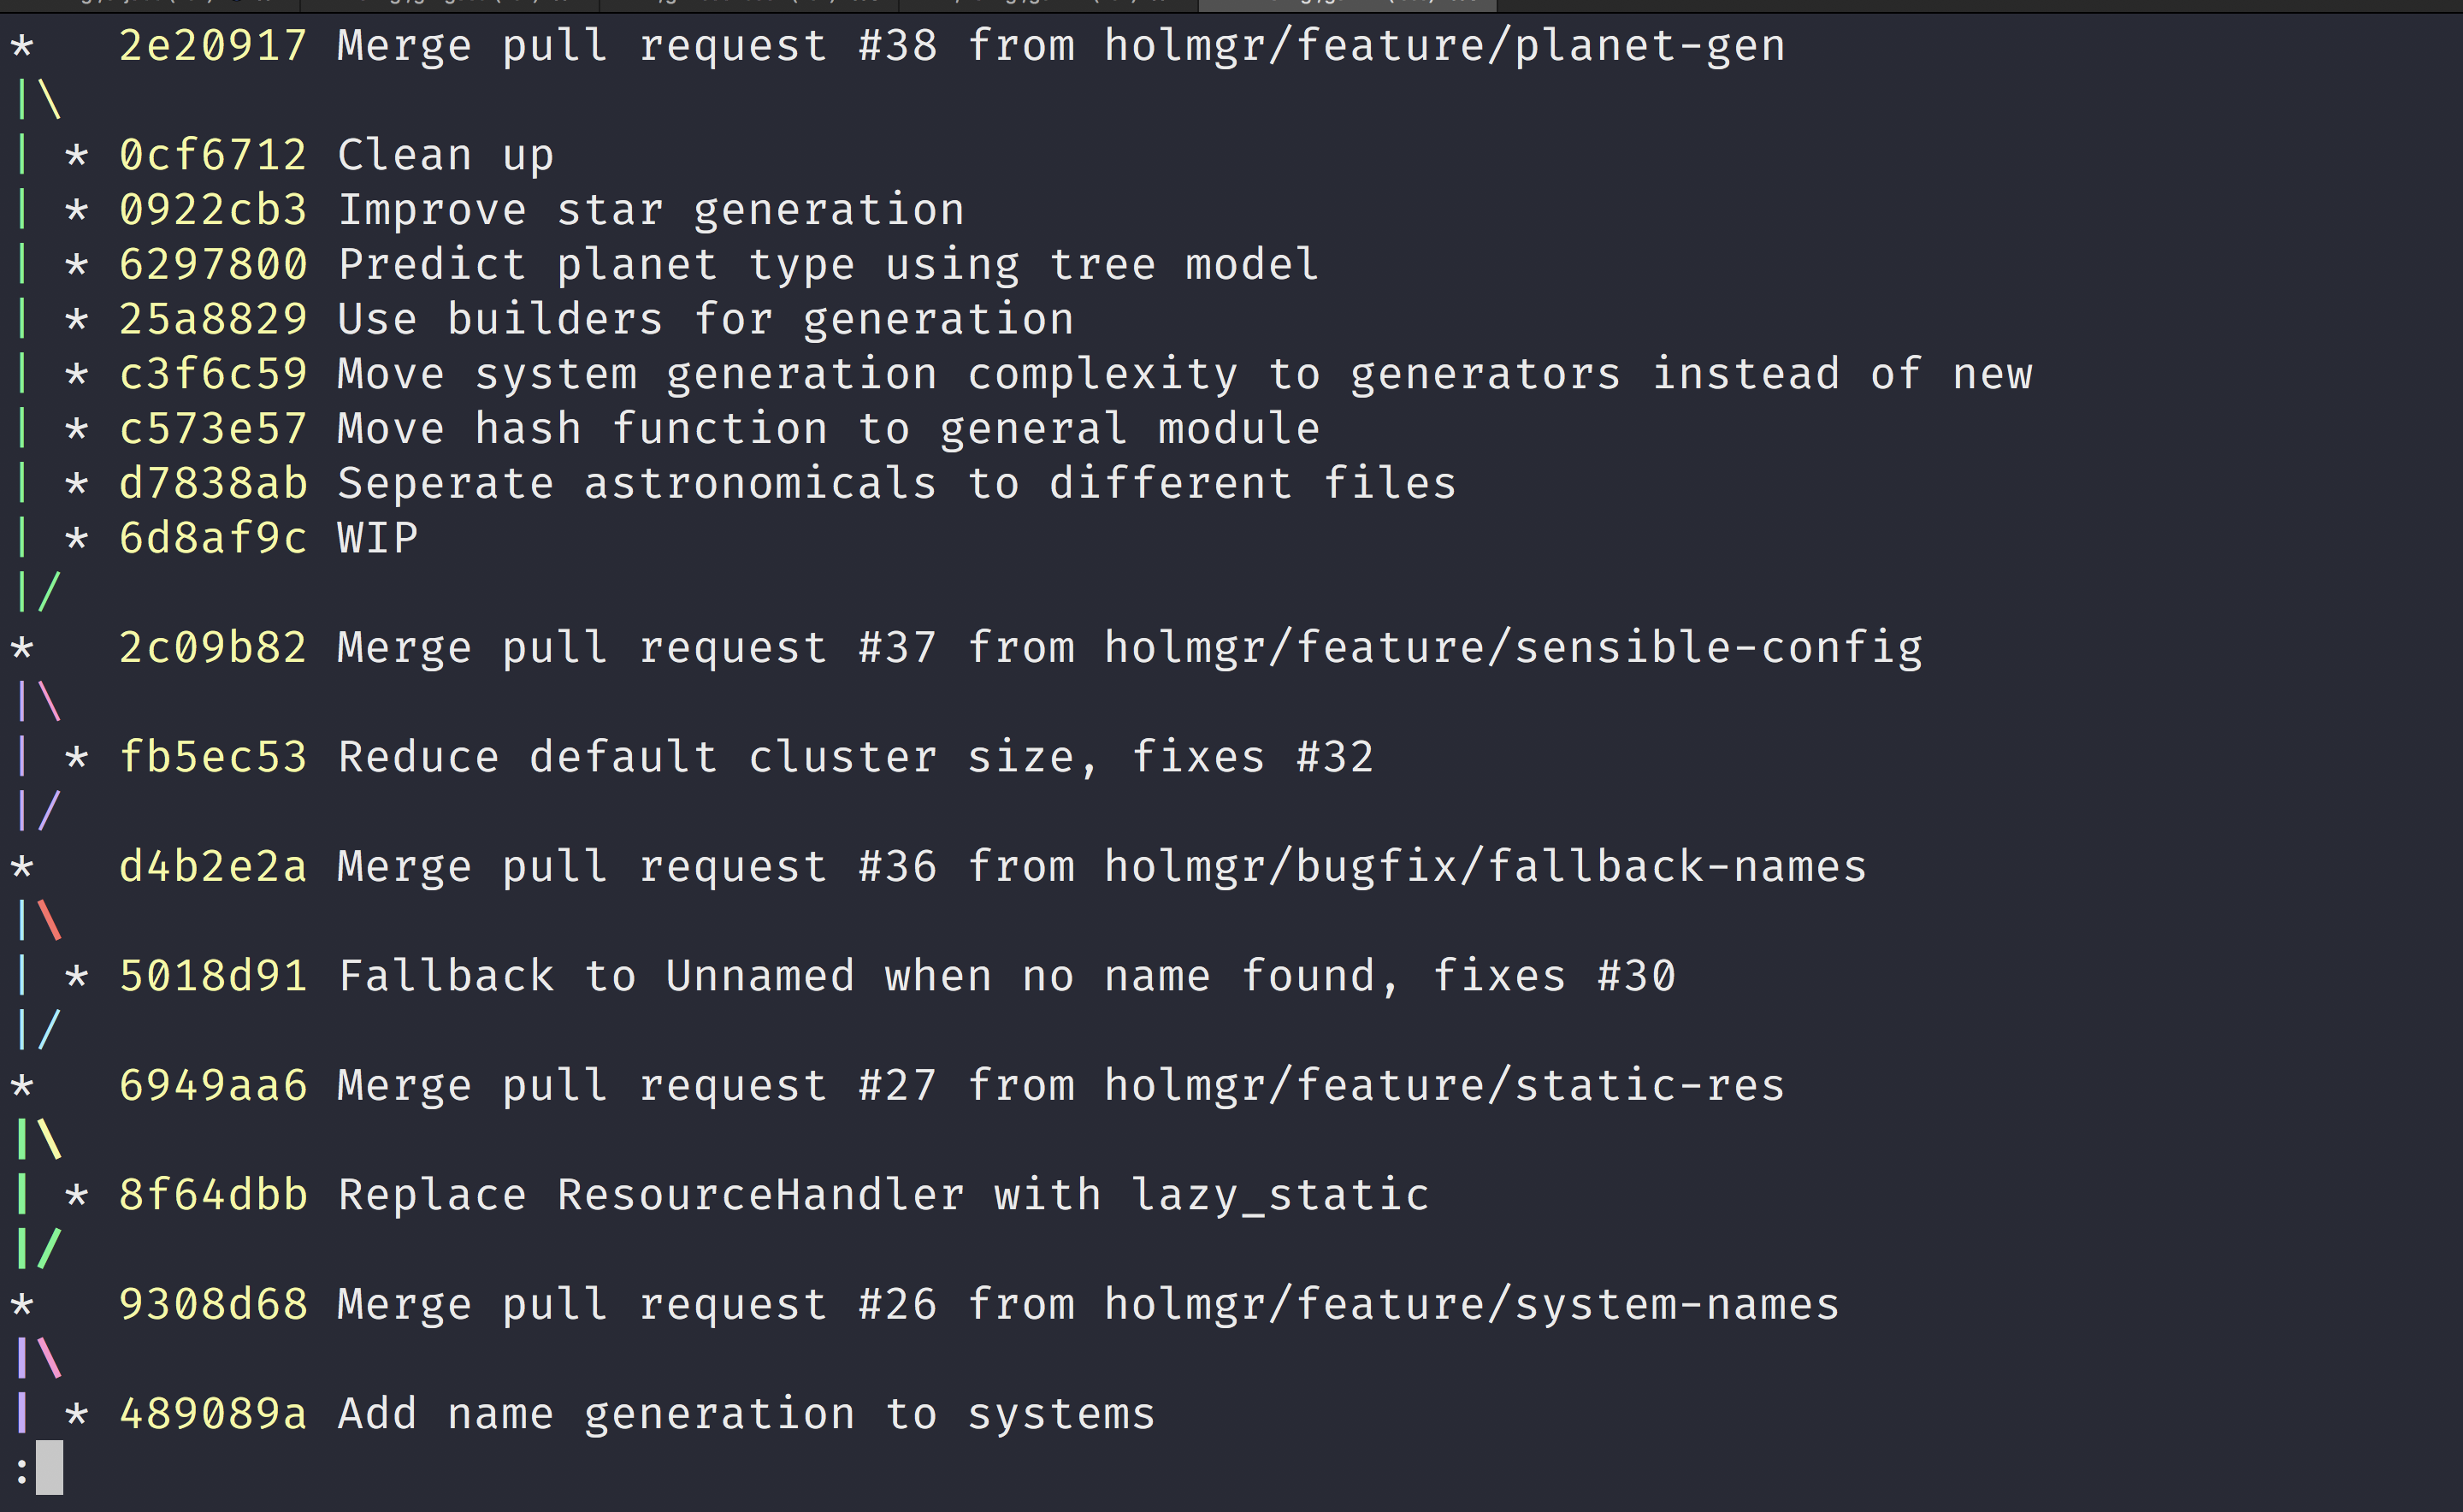 *   2e20917 Merge pull request #38 from holmgr/feature/planet-gen
|\
| * 0cf6712 Clean up
| * 0922cb3 Improve star generation
| * 6297800 Predict planet type using tree model
| * 25a8829 Use builders for generation
| * c3f6c59 Move system generation complexity to generators instead of new
| * c573e57 Move hash function to general module
| * d7838ab Seperate astronomicals to different files
| * 6d8af9c WIP
|/
*   2c09b82 Merge pull request #37 from holmgr/feature/sensible-config
|\
| * fb5ec53 Reduce default cluster size, fixes #32
|/
*   d4b2e2a Merge pull request #36 from holmgr/bugfix/fallback-names
|\
| * 5018d91 Fallback to Unnamed when no name found, fixes #30
|/
*   6949aa6 Merge pull request #27 from holmgr/feature/static-res
|\
| * 8f64dbb Replace ResourceHandler with lazy_static
|/
*   9308d68 Merge pull request #26 from holmgr/feature/system-names
|\
| * 489089a Add name generation to systems
: